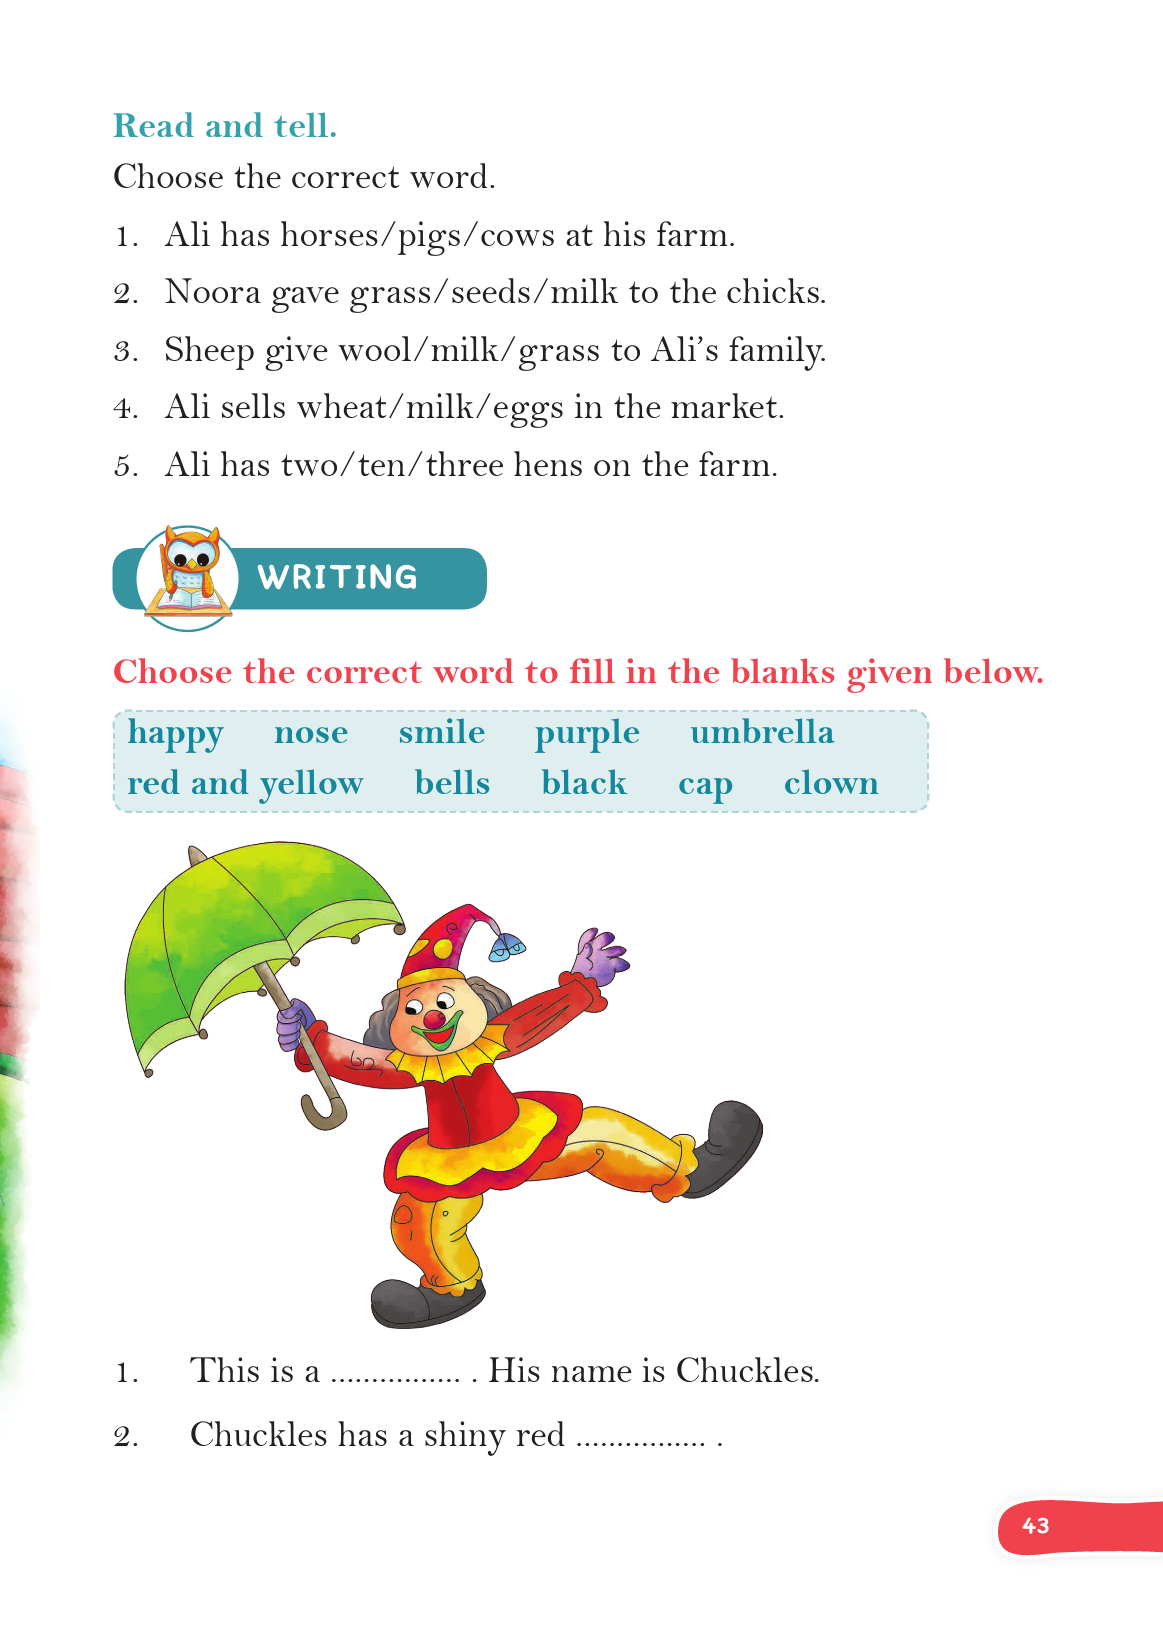 Read and tell.
Choose the correct word.
1. Ali has horses/pigs/cows at his farm.
2. Noora gave grass/seeds/milk to the chicks.
3. Sheep give wool/milk/grass to Ali’s family.
4. Ali sells wheat/milk/eggs in the market.
5. Ali has two/ten/three hens on the farm.
WRITING
Choose the correct word to fill in the blanks given below.
happy nose smile purple umbrella
red and yellow bells black cap clown
1. This is a ................ . His name is Chuckles.
2. Chuckles has a shiny red ................ .
43